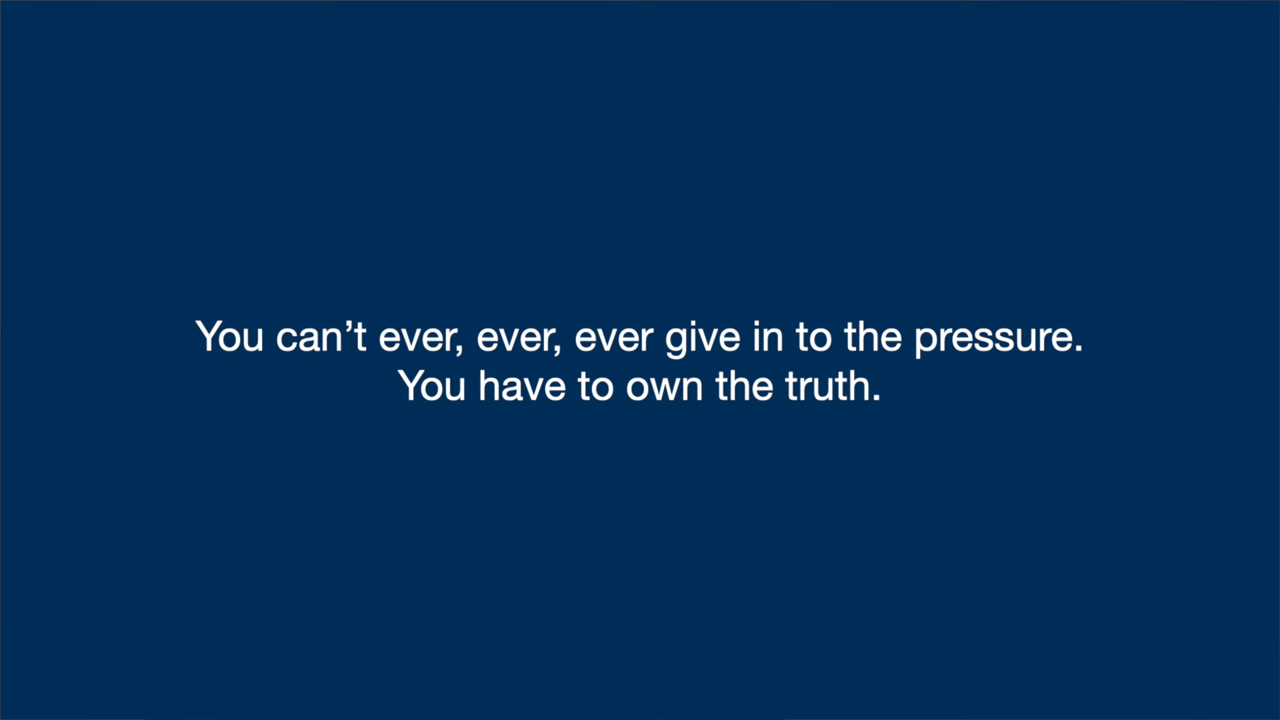 You can’t ever, ever, ever give in to the pressure.
You have to own the truth.